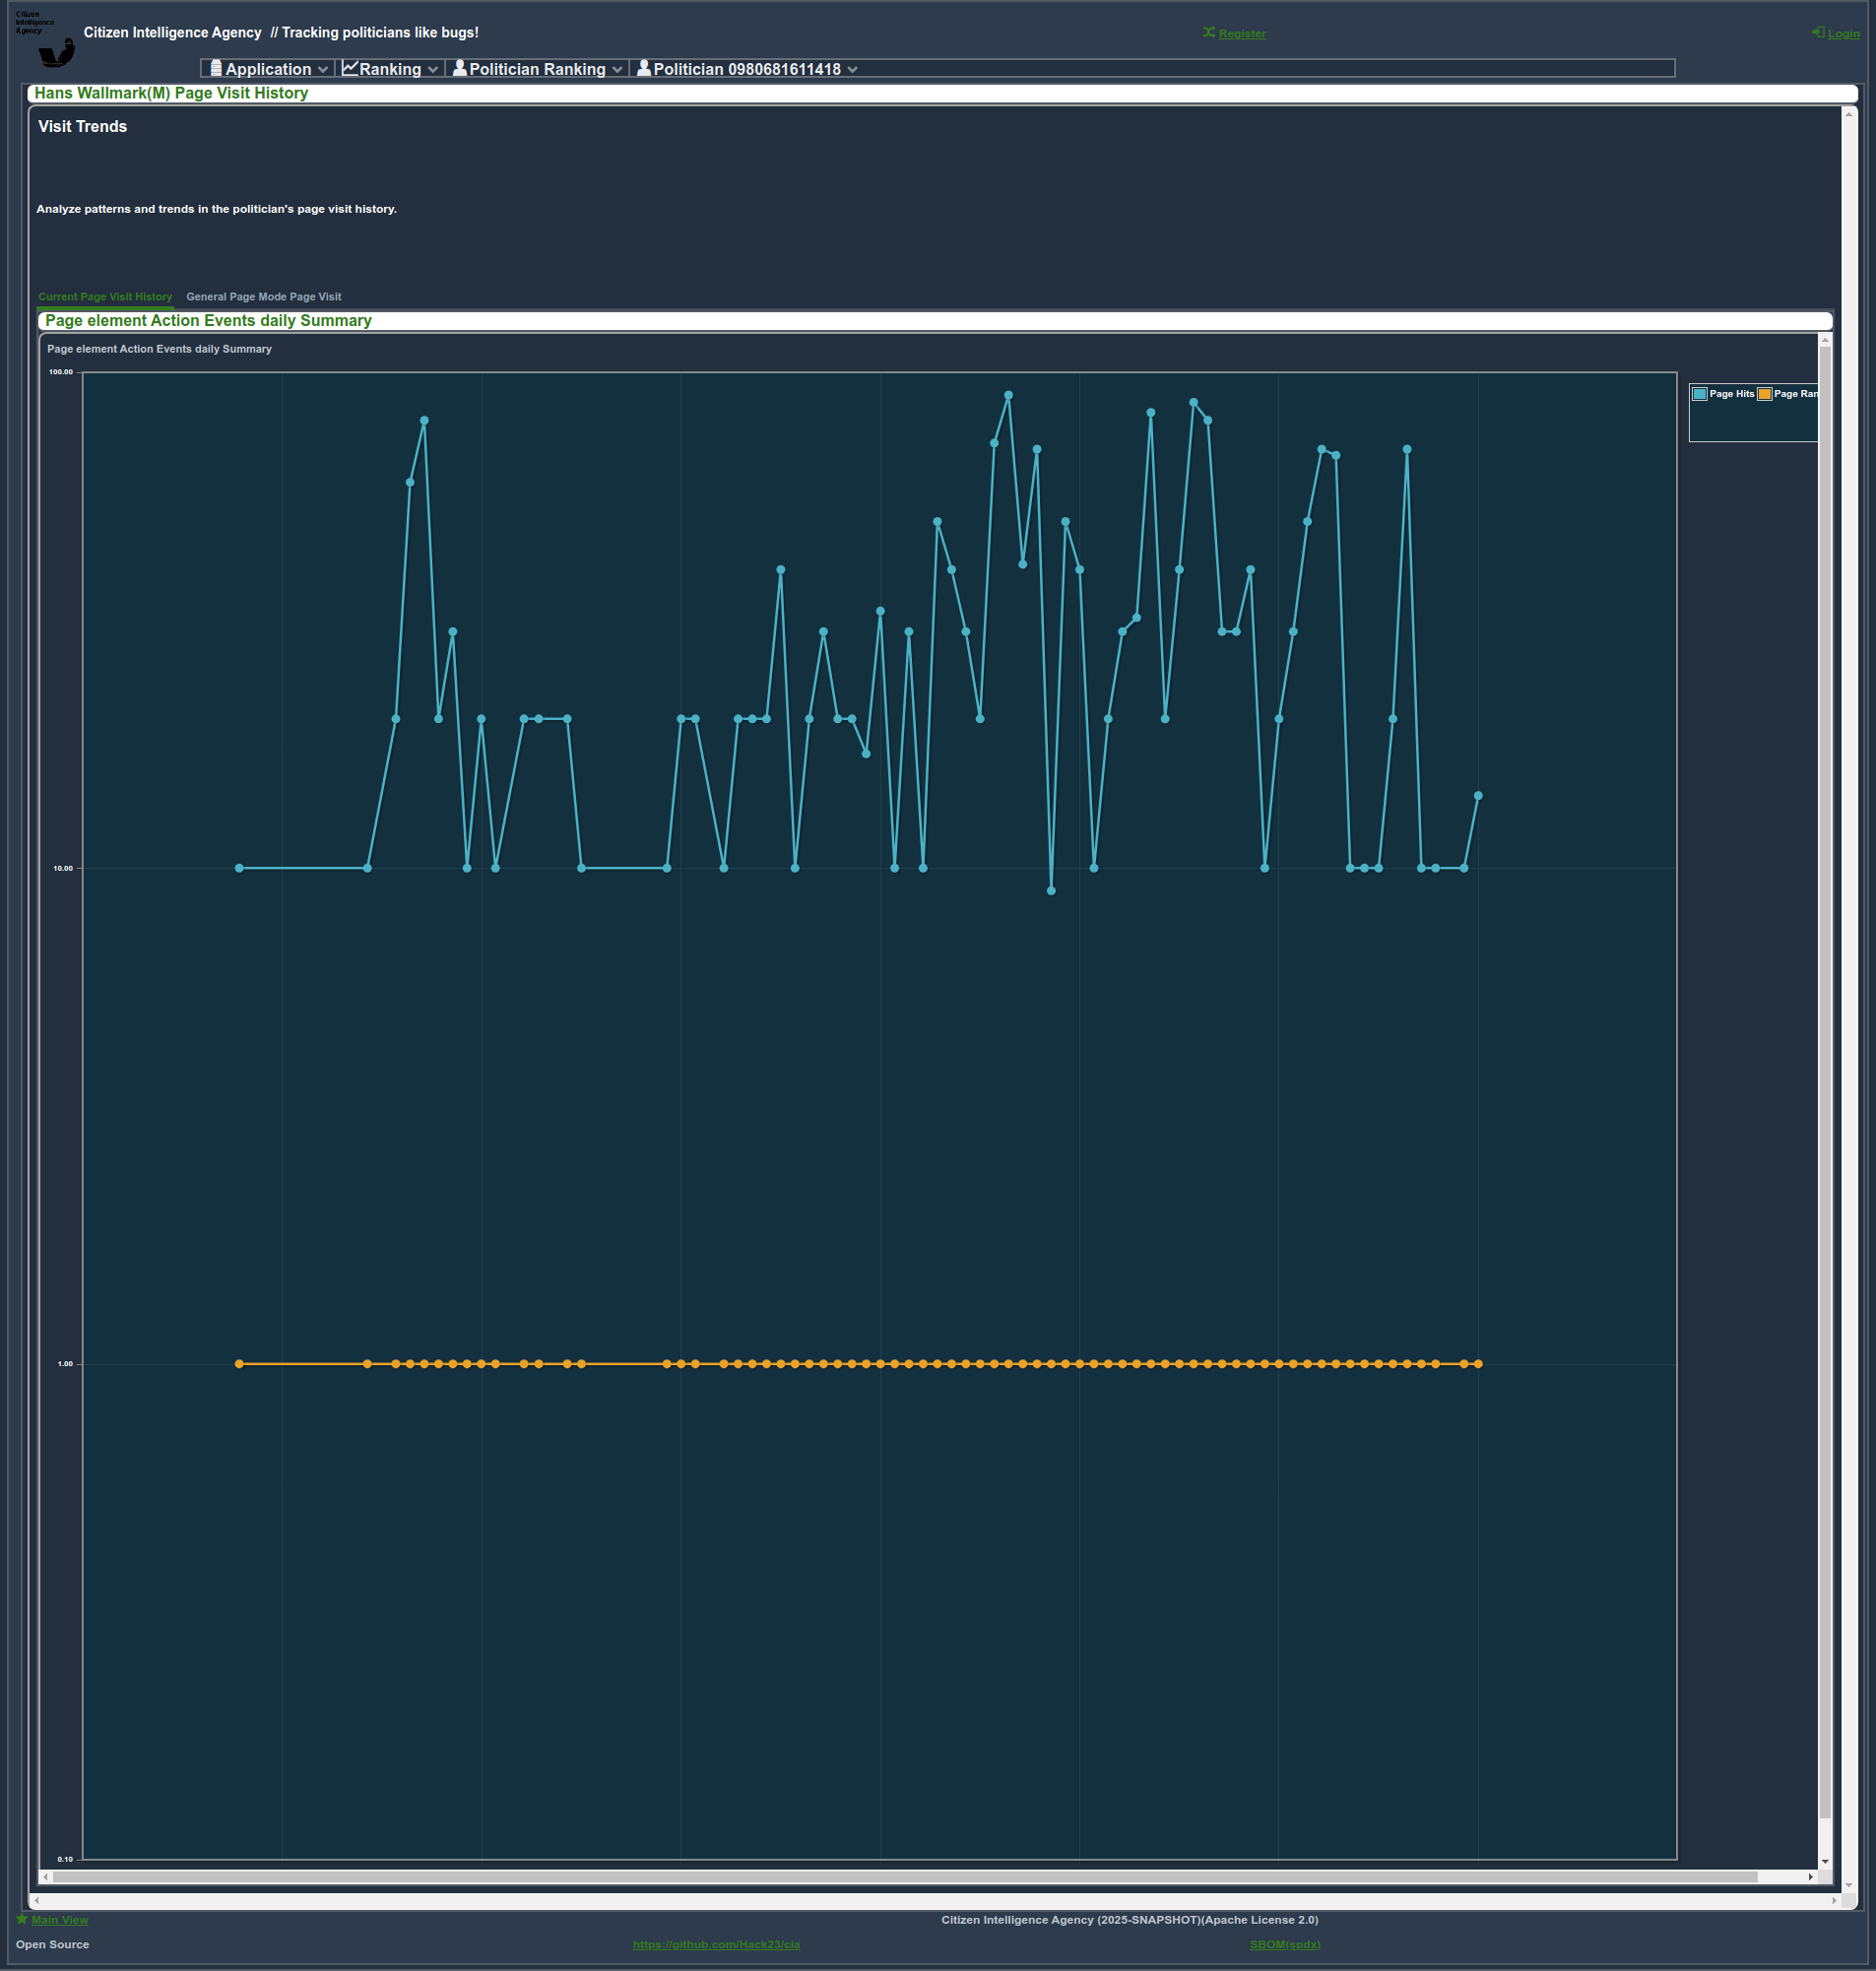 Citizen
Intelligence
Agency
Citizen Intelligence Agency // Tracking politicians like bugs!
Register
Login
Application
Ranking
Politician Ranking
Politician 0980681611418
Hans Wallmark(M) Page Visit History
Visit Trends
Analyze patterns and trends in the politician's page visit history.
Current Page Visit History
General Page Mode Page Visit
Page element Action Events daily Summary
Page element Action Events daily Summary
100.00
Page Hits
Page Ran
10.00
1.00
0.10
Main View
Citizen Intelligence Agency (2025-SNAPSHOT)(Apache License 2.0)
Open Source
https://github.com/Hack23/cia
SBOM(spdx)